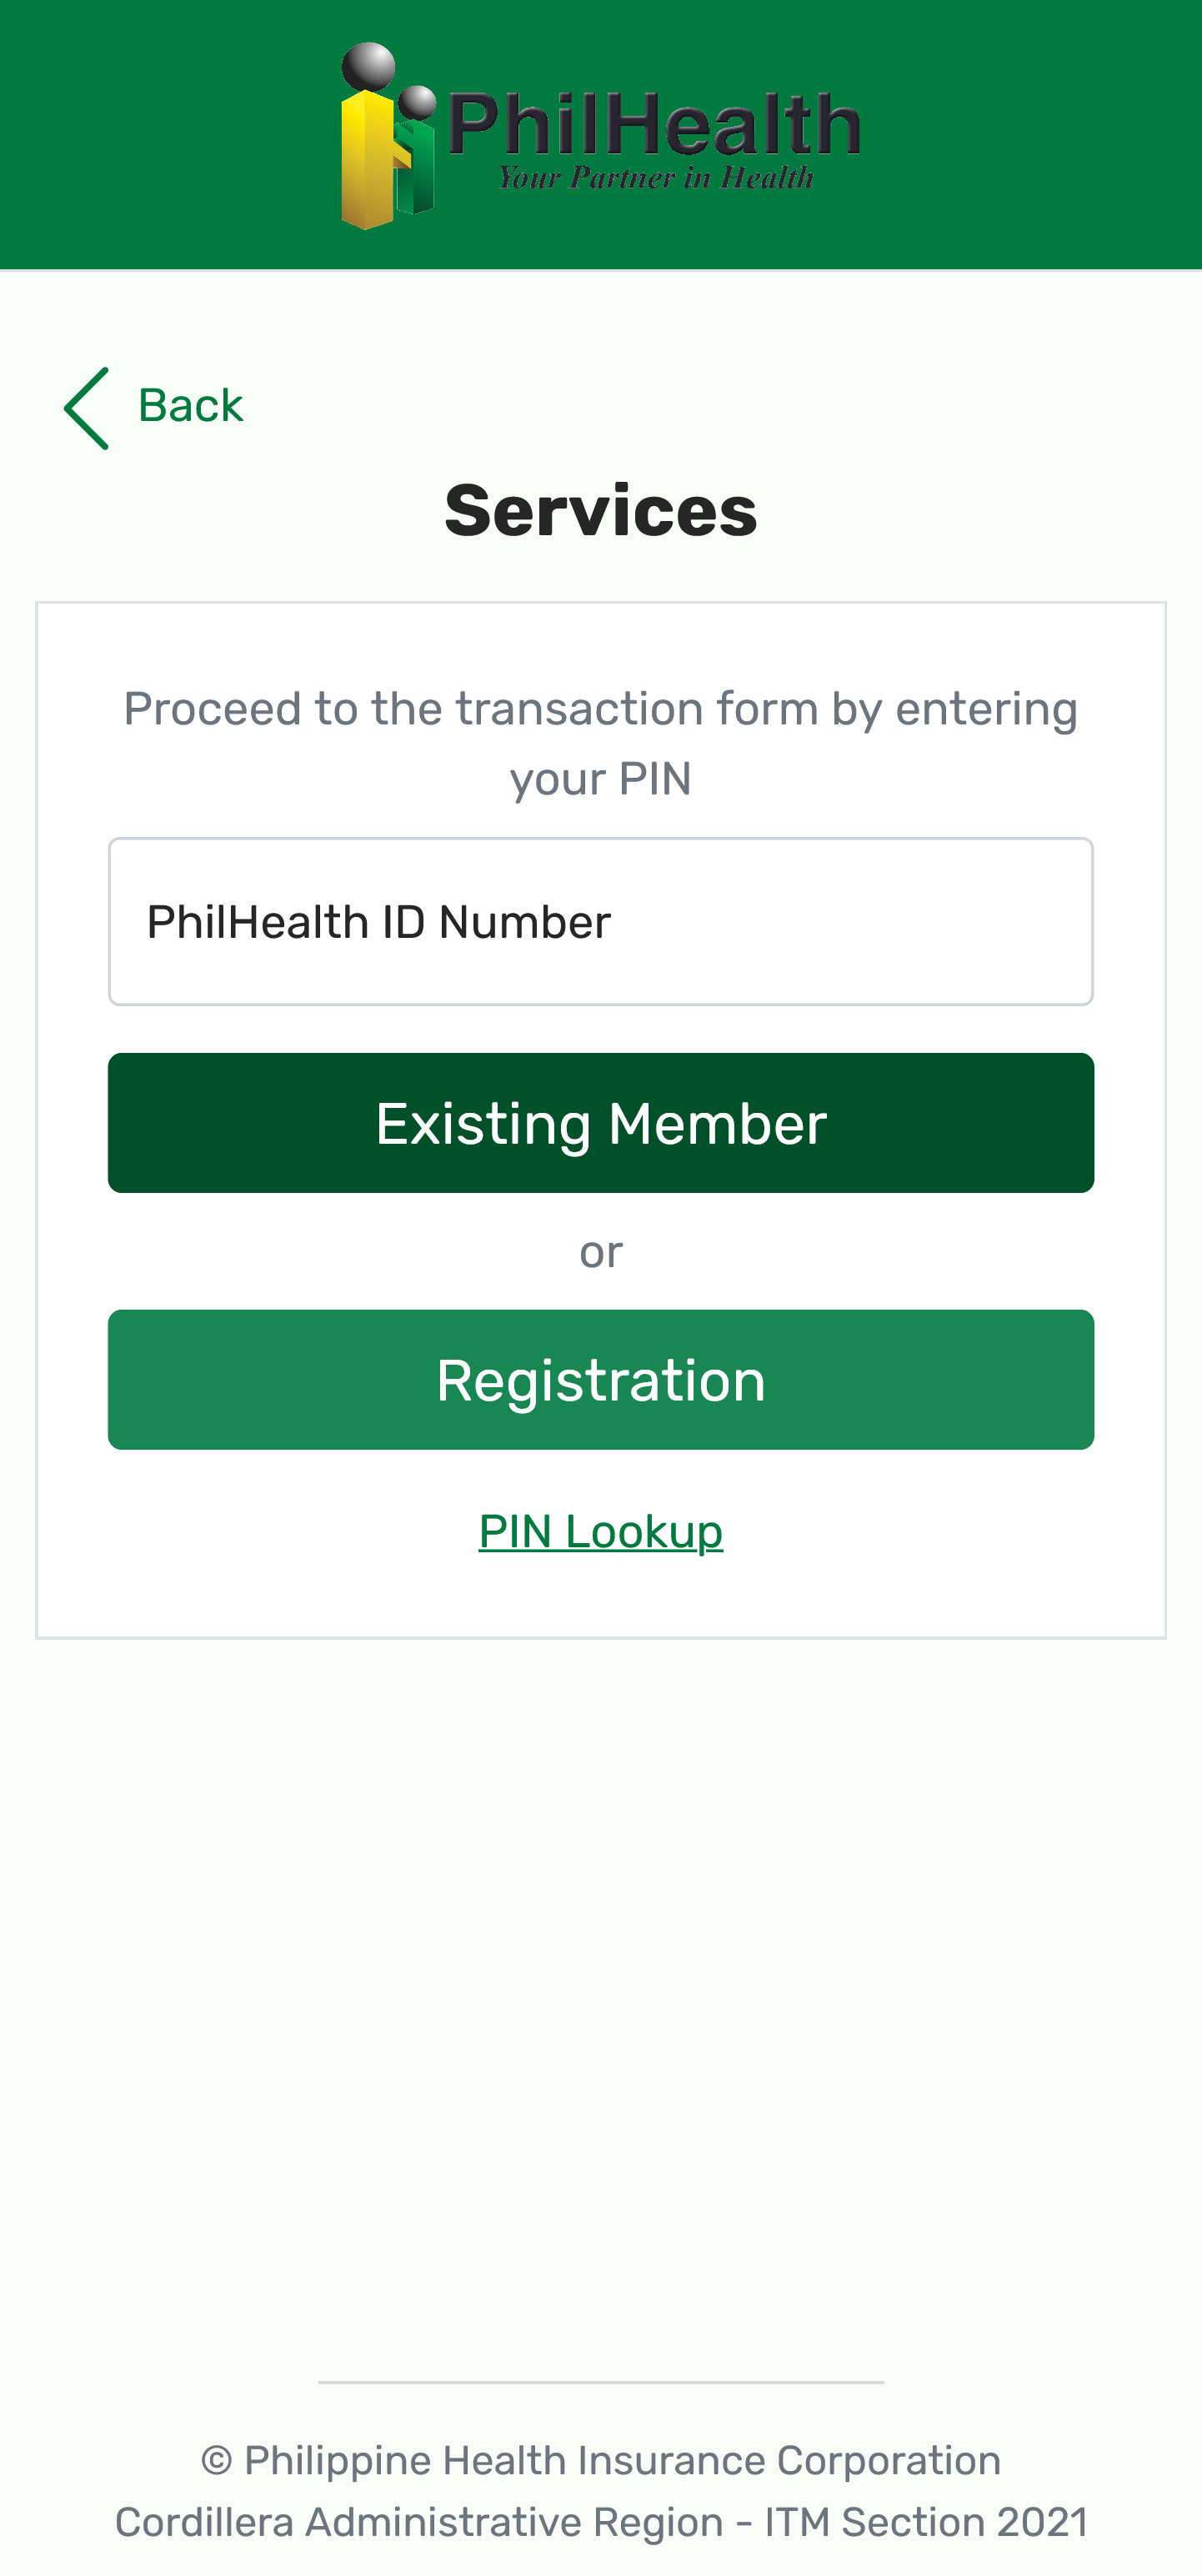 PhilHealth
Your Partner in Health
Back
Services
Proceed to the transaction form by entering
your PIN
PhilHealth ID Number
Existing Member
or
Registration
PIN Lookup
© Philippine Health Insurance Corporation
Cordillera Administrative Region - ITM Section 2021